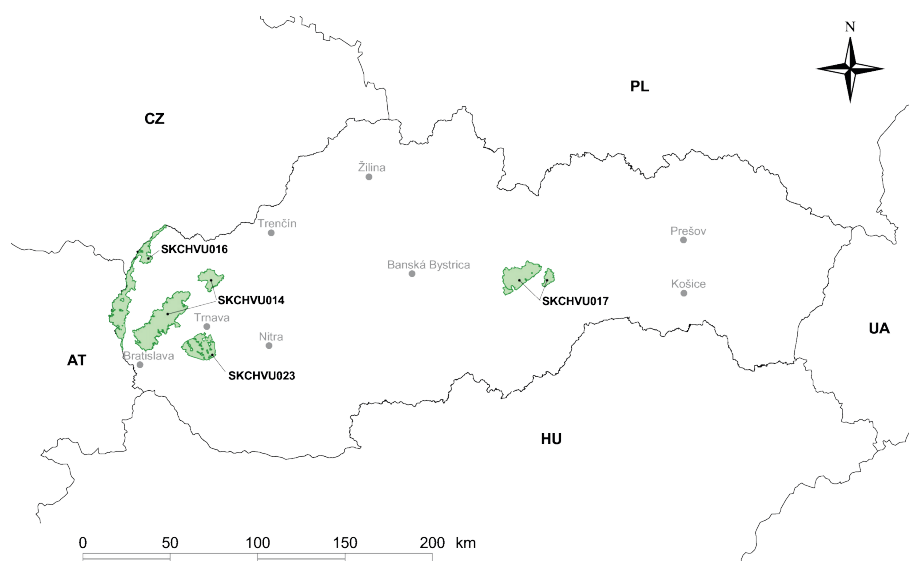 N
PL
CZ
Žilina
Trenčín
Prešov
SKCHVU016
Banská Bystrica
Košice
SKCHVU014
SKCHVU017
Trnava
UA
Nitra
AT
Bratislava
SKCHVU023
HU
0 50 100 150 200 km